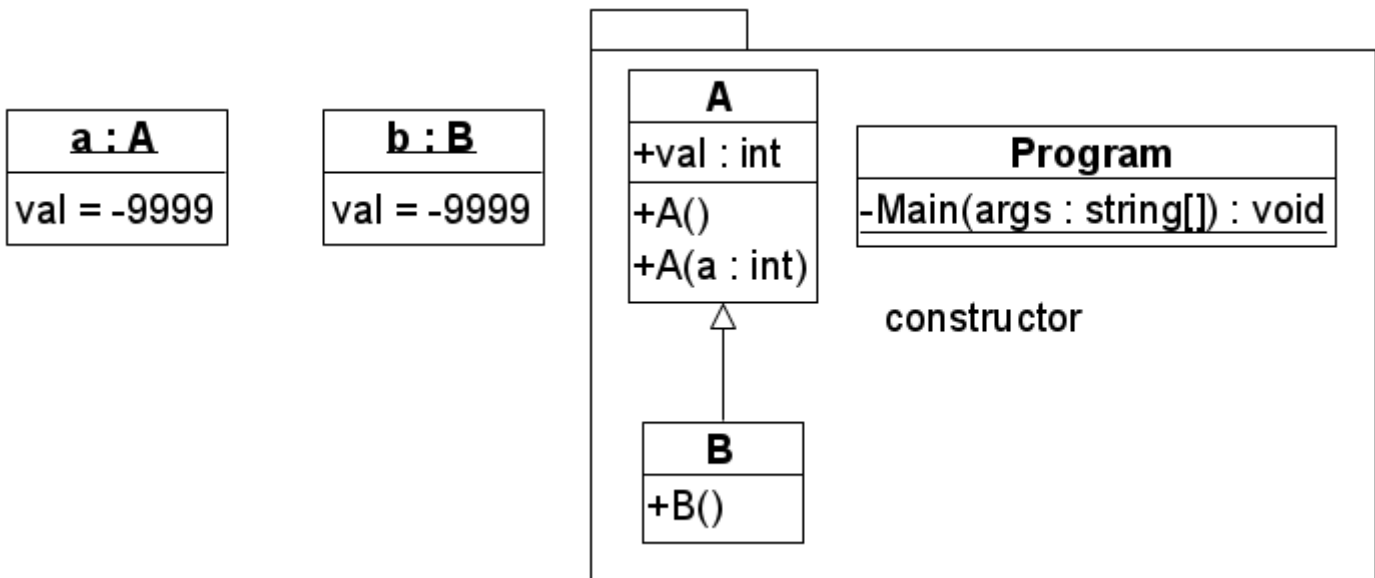 a : A
val = -9999
b : B
val = -9999
A
+val : int
+A()
+A(a : int)
Program
-Main(args : string[]) : void
constructor
B
+B()